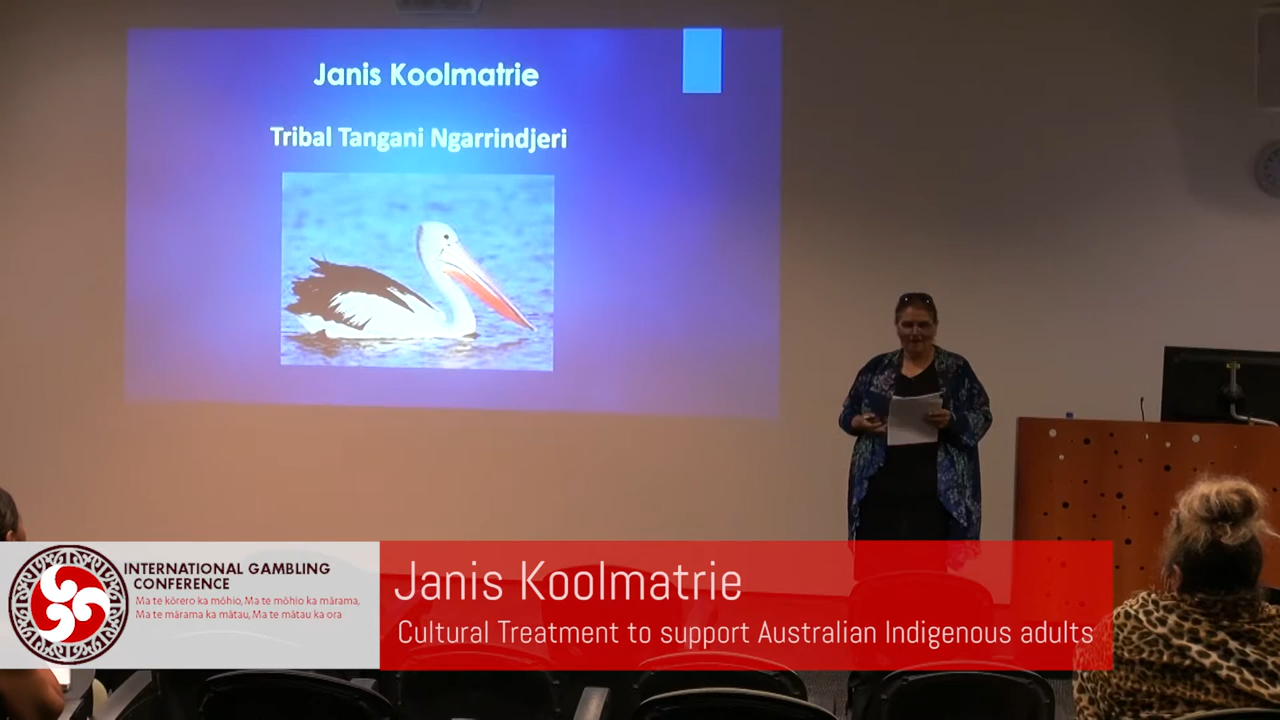 Janis Koolmatrie
Tribal Tangani Ngarrindjeri
INTERNATIONAL GAMBLING
CONFERENCE
Ma te kōrero ka mōhio, Ma te mōhio ka mārama,
Ma te mārama ka mātau, Ma te mātau ka ora
Janis Koolmatrie
Cultural Treatment to support Australian Indigenous adults